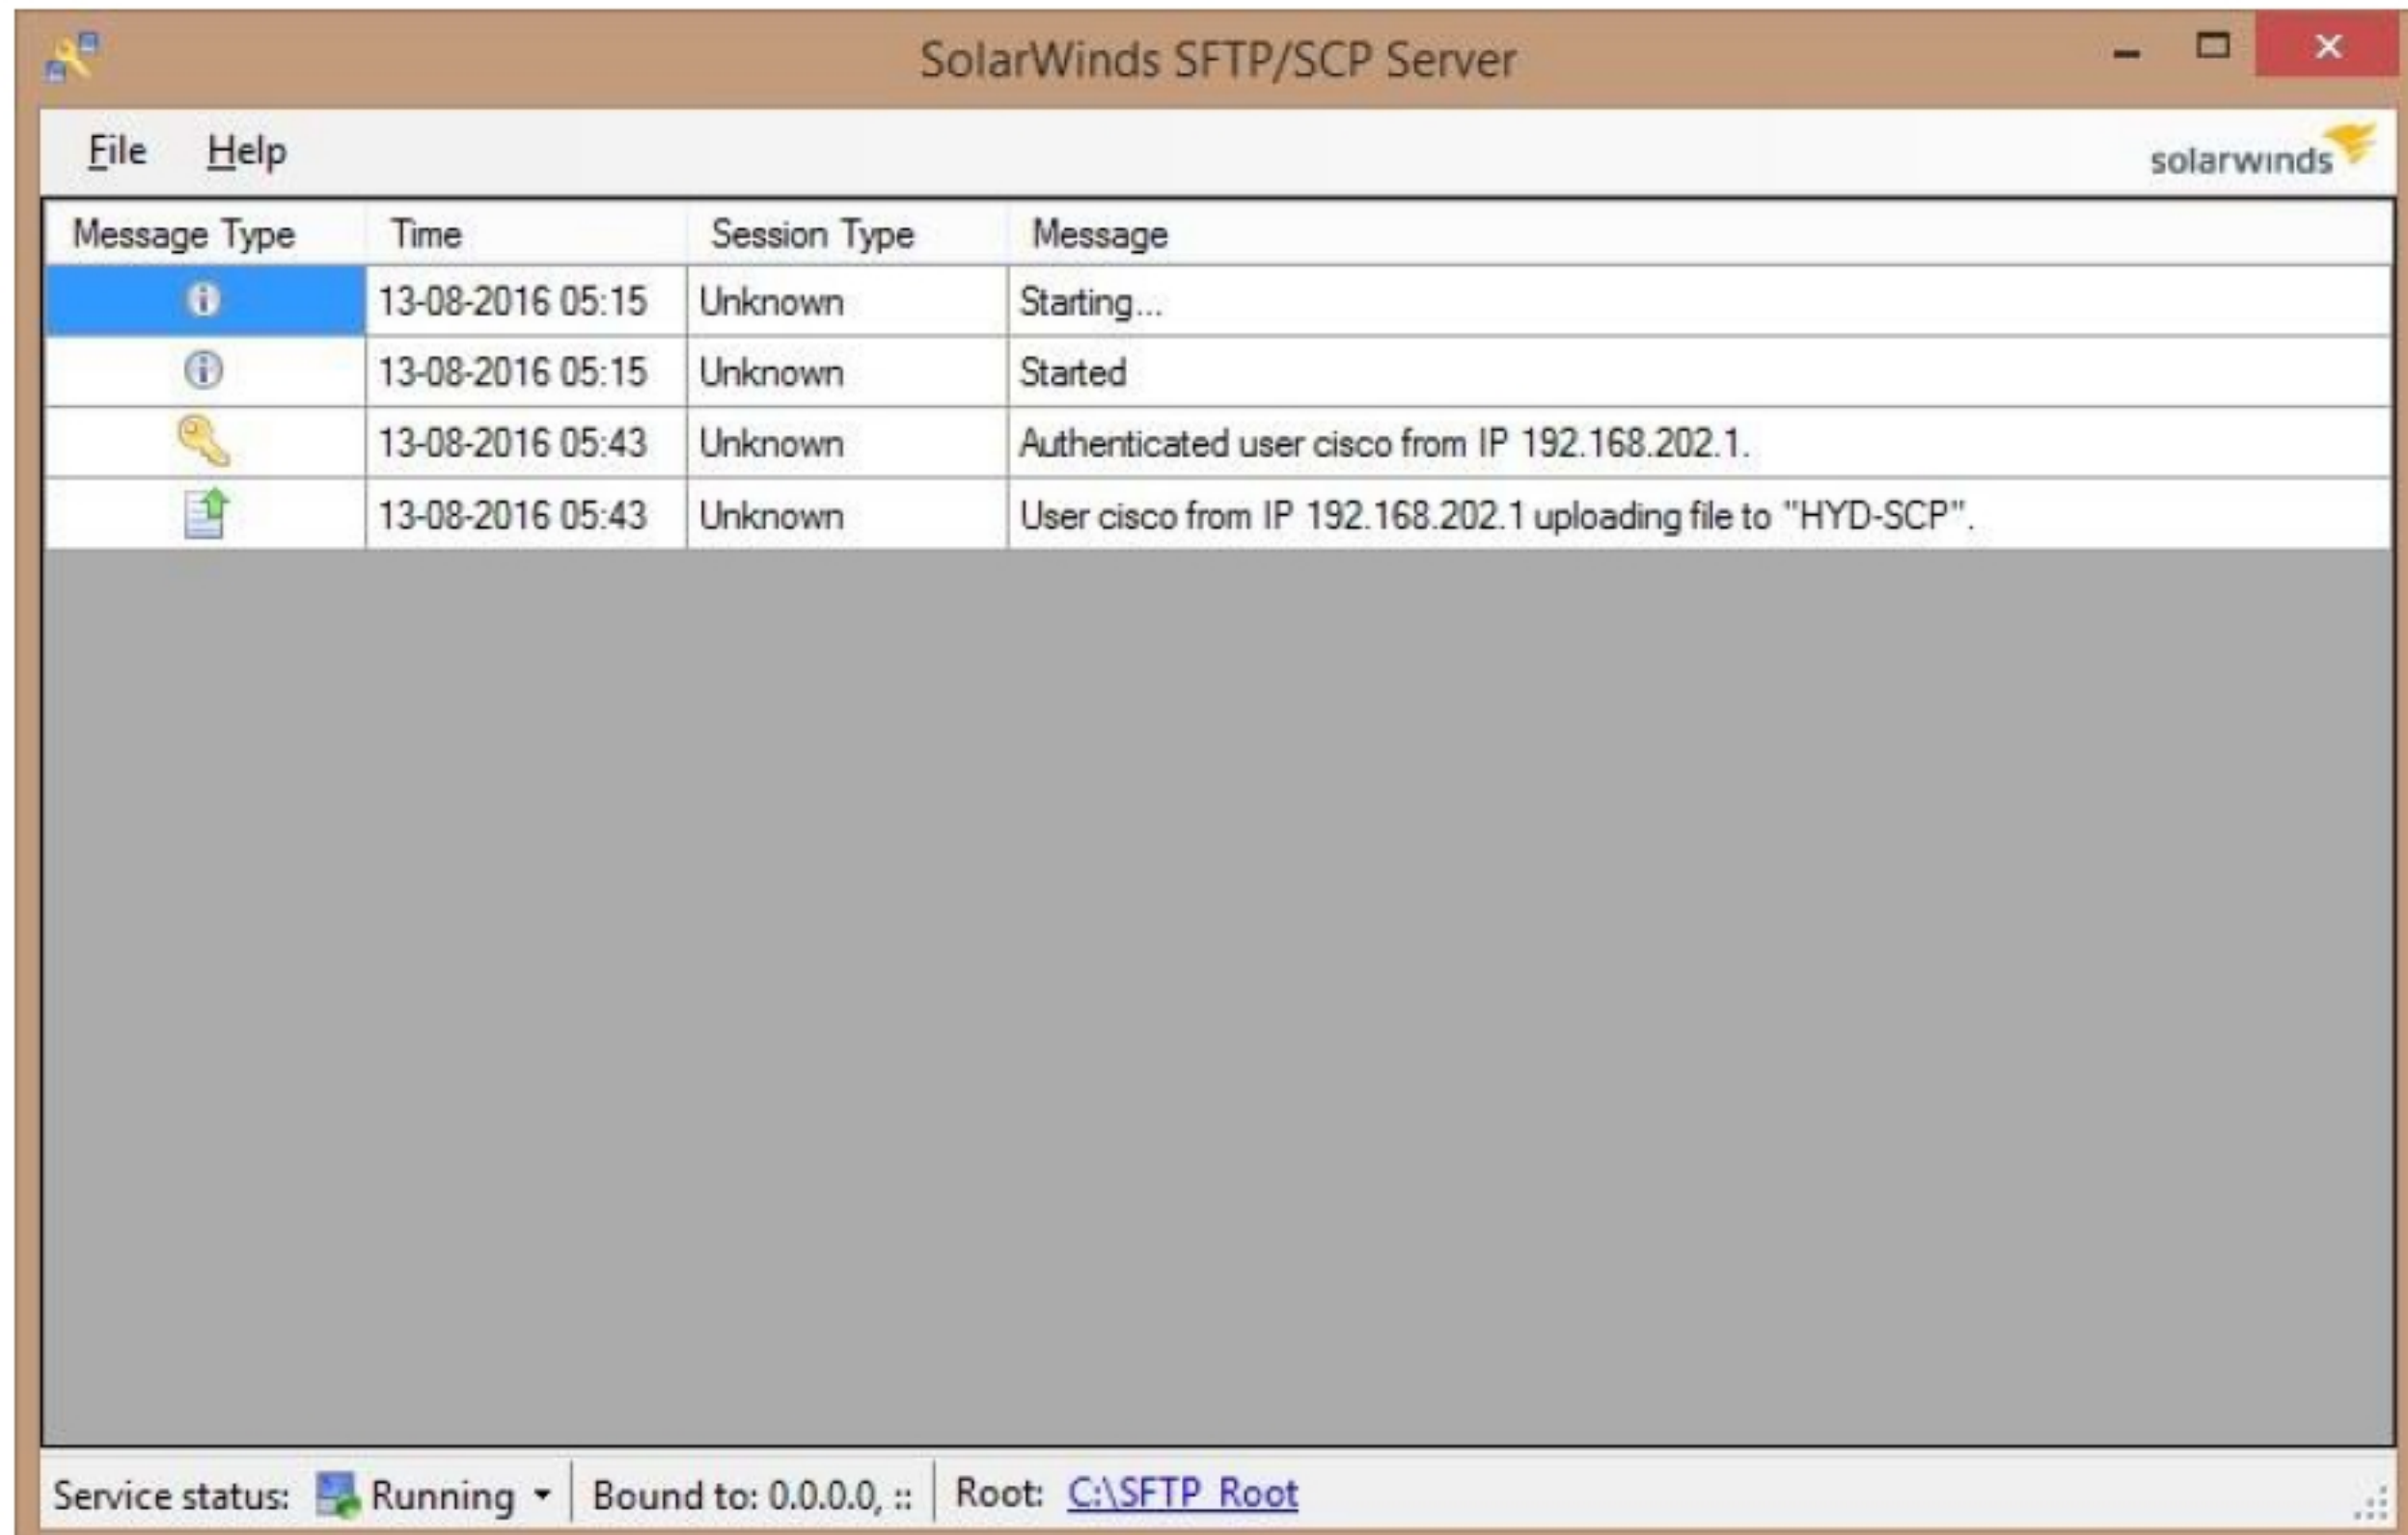 SolarWinds SFTP/SCP Server
File Help
solarwinds
Message Type Time Session Type Message
13-08-2016 05:15 Unknown Starting...
13-08-2016 05:15 Unknown Started
13-08-2016 05:43 Unknown Authenticated user cisco from IP 192.168.202.1.
13-08-2016 05:43 Unknown User cisco from IP 192.168.202.1 uploading file to "HYD-SCP".
Service status: Running Bound to: 0.0.0.0, :: Root: C:\SFTP_Root